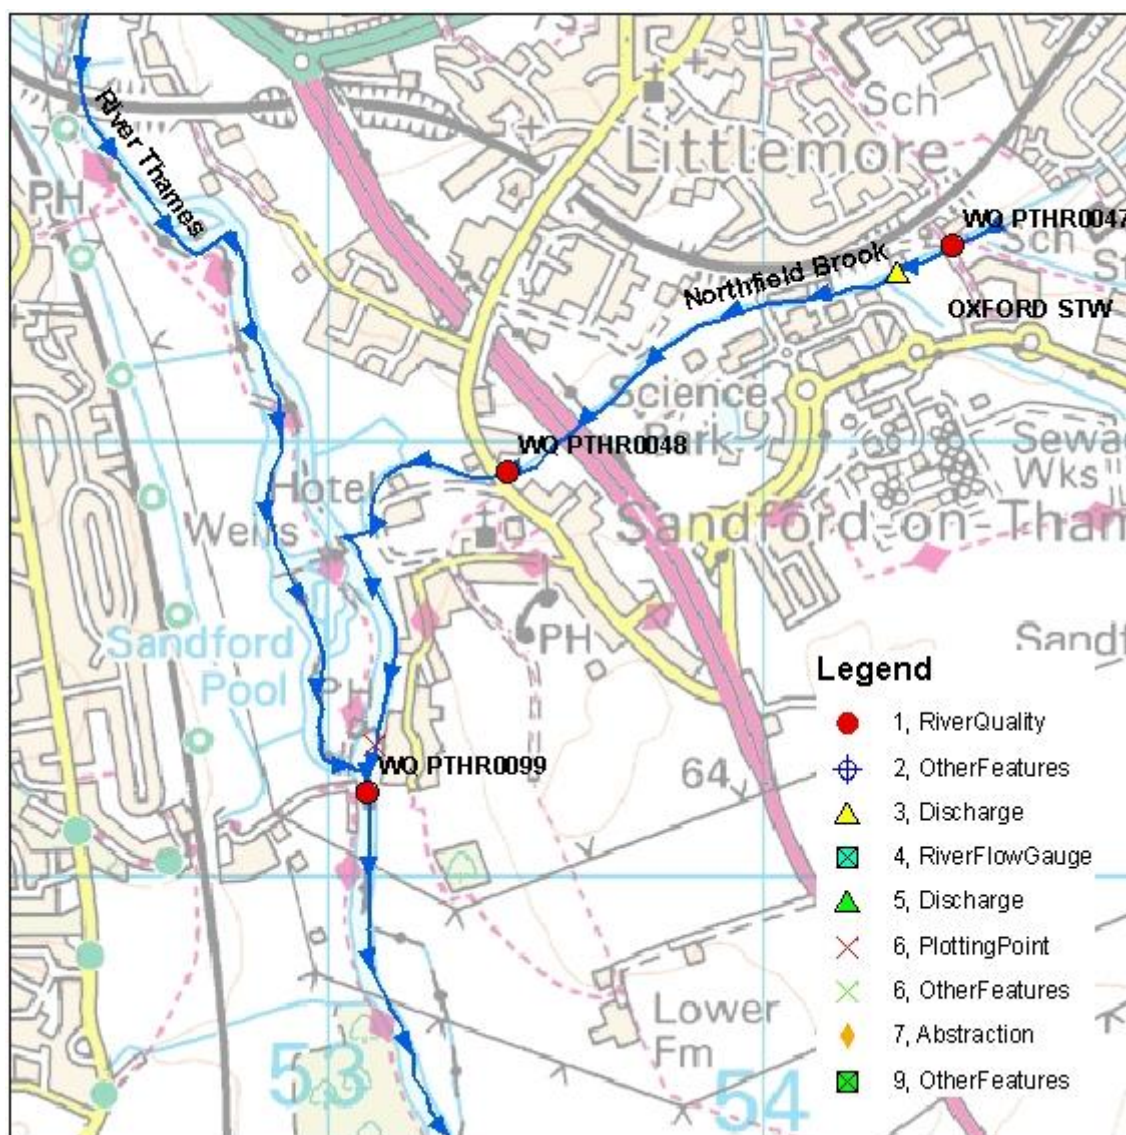 River Thames
PH
Sch
Littlemore
4
WQ PTHR0047
Sch
Northfield Brook
OXFORD STW
Science
Park
WQ PTHR0048
Hotel
Wks
Sandford-on-Tham
PH
Sandford
Pool
PH
Sandf
WQ PTHR0099
64
Lower
Fm
53
54
Legend
1, RiverQuality
2, OtherFeatures
3, Discharge
4, RiverFlowGauge
5, Discharge
6, PlottingPoint
6, OtherFeatures
7, Abstraction
9, OtherFeatures